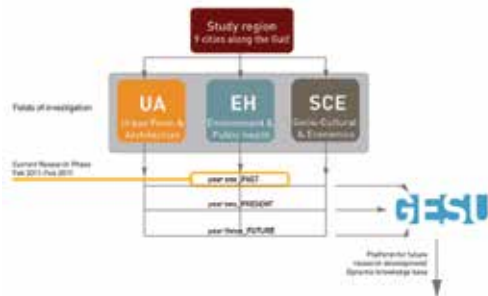 Study region
9 cities along the Gulf
Fields of investigation
UA
Urban Form &
Architecture
EH
Environment &
Public health
SCE
Socio-Cultural
& Economics
Current Research Phase
year one_PAST
year two_PRESENT
year three_FUTURE
GESU
Platform for future
research development/
Dynamic knowledge base